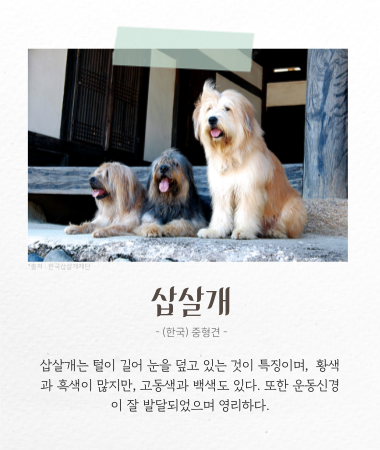 *출처 : 한국삽살개재단
삽살개
- (한국) 중형견 -
삽살개는 털이 길어 눈을 덮고 있는 것이 특징이며, 황색
과 흑색이 많지만, 고동색과 백색도 있다. 또한 운동신경
이 잘 발달되었으며 영리하다.